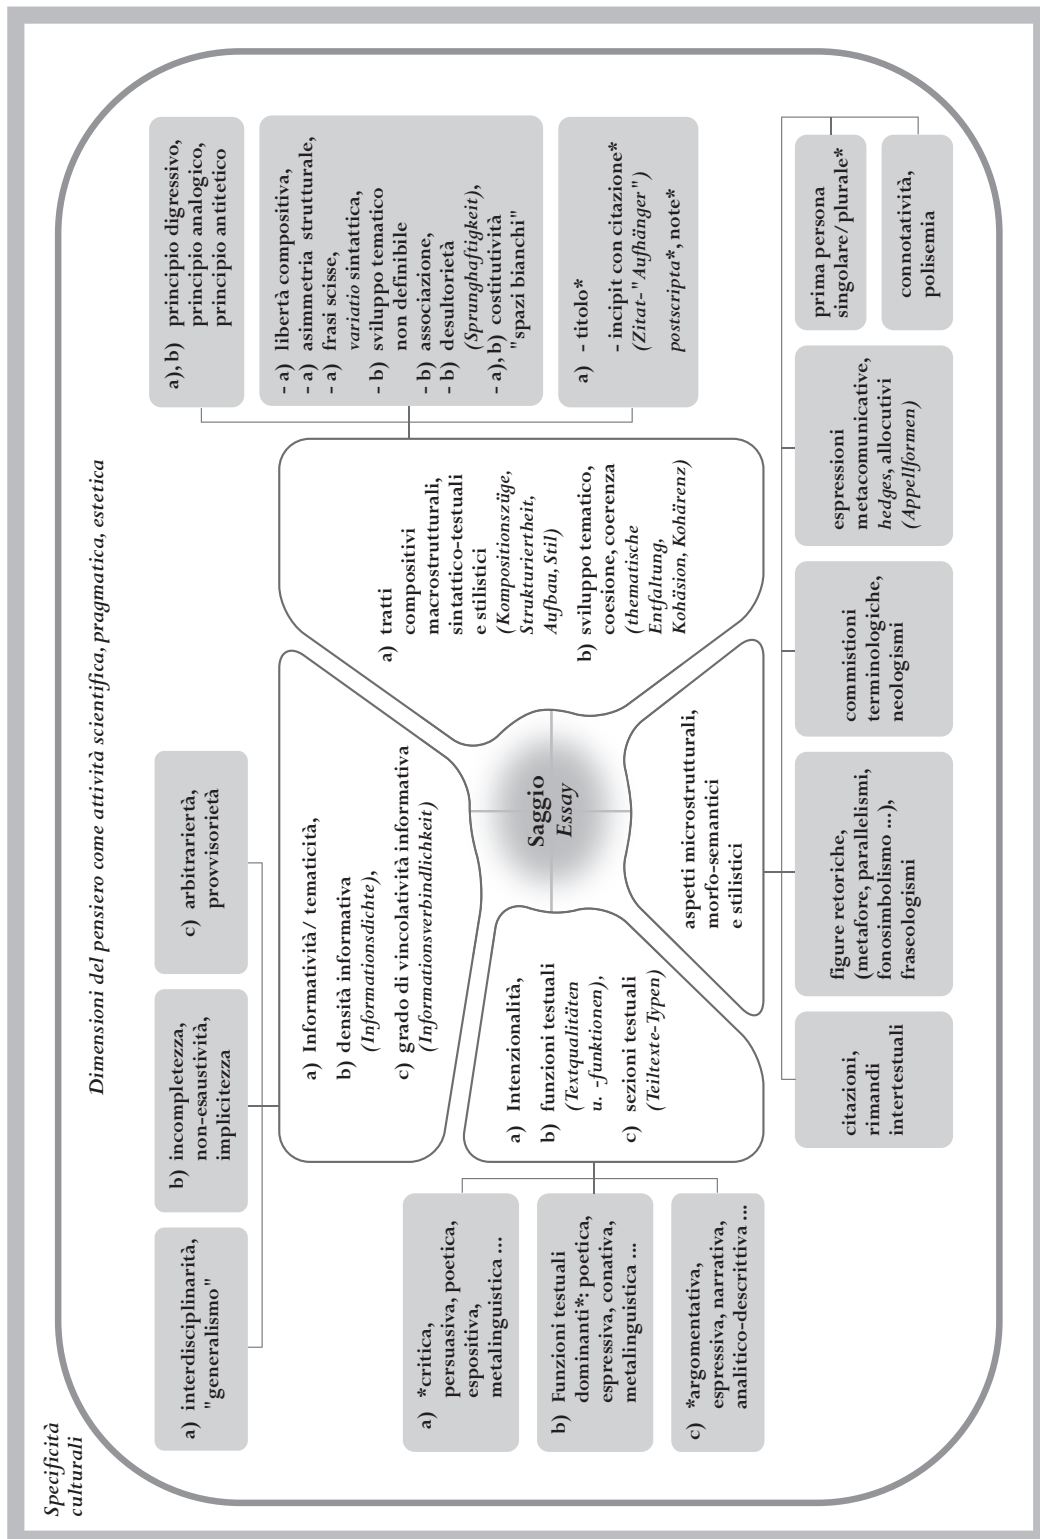 Specificità
culturali
Dimensioni del pensiero come attività scientifica, pragmatica, estetica
a) interdisciplinarità,
"generalismo"
b) incompletezza,
non-esaustività,
implicitezza
c) arbitrariertà,
provvisorietà
a), b) principio digressivo,
principio analogico,
principio antitetico
a) Informatività/ tematicità,
b) densità informativa
(Informationsdichte),
c) grado di vincolatività informativa
(Informationsverbindlichkeit)
- a) libertà compositiva,
- a) asimmetria strutturale,
- a) frasi scisse,
variatio sintattica,
- b) sviluppo tematico
non definibile
- b) associazione,
- b) desultorietà
(Sprunghaftigkeit),
- a), b) costitutività
"spazi bianchi"
a) tratti
compositivi
macrostrutturali,
sintattico-testuali
e stilistici
(Kompositionszüge,
Strukturiertheit,
Aufbau, Stil)
b) sviluppo tematico,
coesione, coerenza
(thematische
Entfaltung,
Kohäsion, Kohärenz)
a) - titolo*
- incipit con citazione*
(Zitat-"Aufhänger")
postscripta*, note*
Saggio
Essay
a) *critica,
persuasiva, poetica,
espositiva,
metalinguistica ...
b) Funzioni testuali
dominanti*: poetica,
espressiva, conativa,
metalinguistica ...
c) *argomentativa,
espressiva, narrativa,
analitico-descrittiva ...
a) Intenzionalità,
b) funzioni testuali
(Textqualitäten
u. -funktionen),
c) sezioni testuali
(Teiltexte-Typen)
aspetti microstrutturali,
morfo-semantici
e stilistici
citazioni,
rimandi
intertestuali
figure retoriche,
(metafore, parallelismi,
fonosimbolismo ...),
fraseologismi
commistioni
terminologiche,
neologismi
espressioni
metacomunicative,
hedges, allocutivi
(Appellformen)
prima persona
singolare/plurale*
connotatività,
polisemia